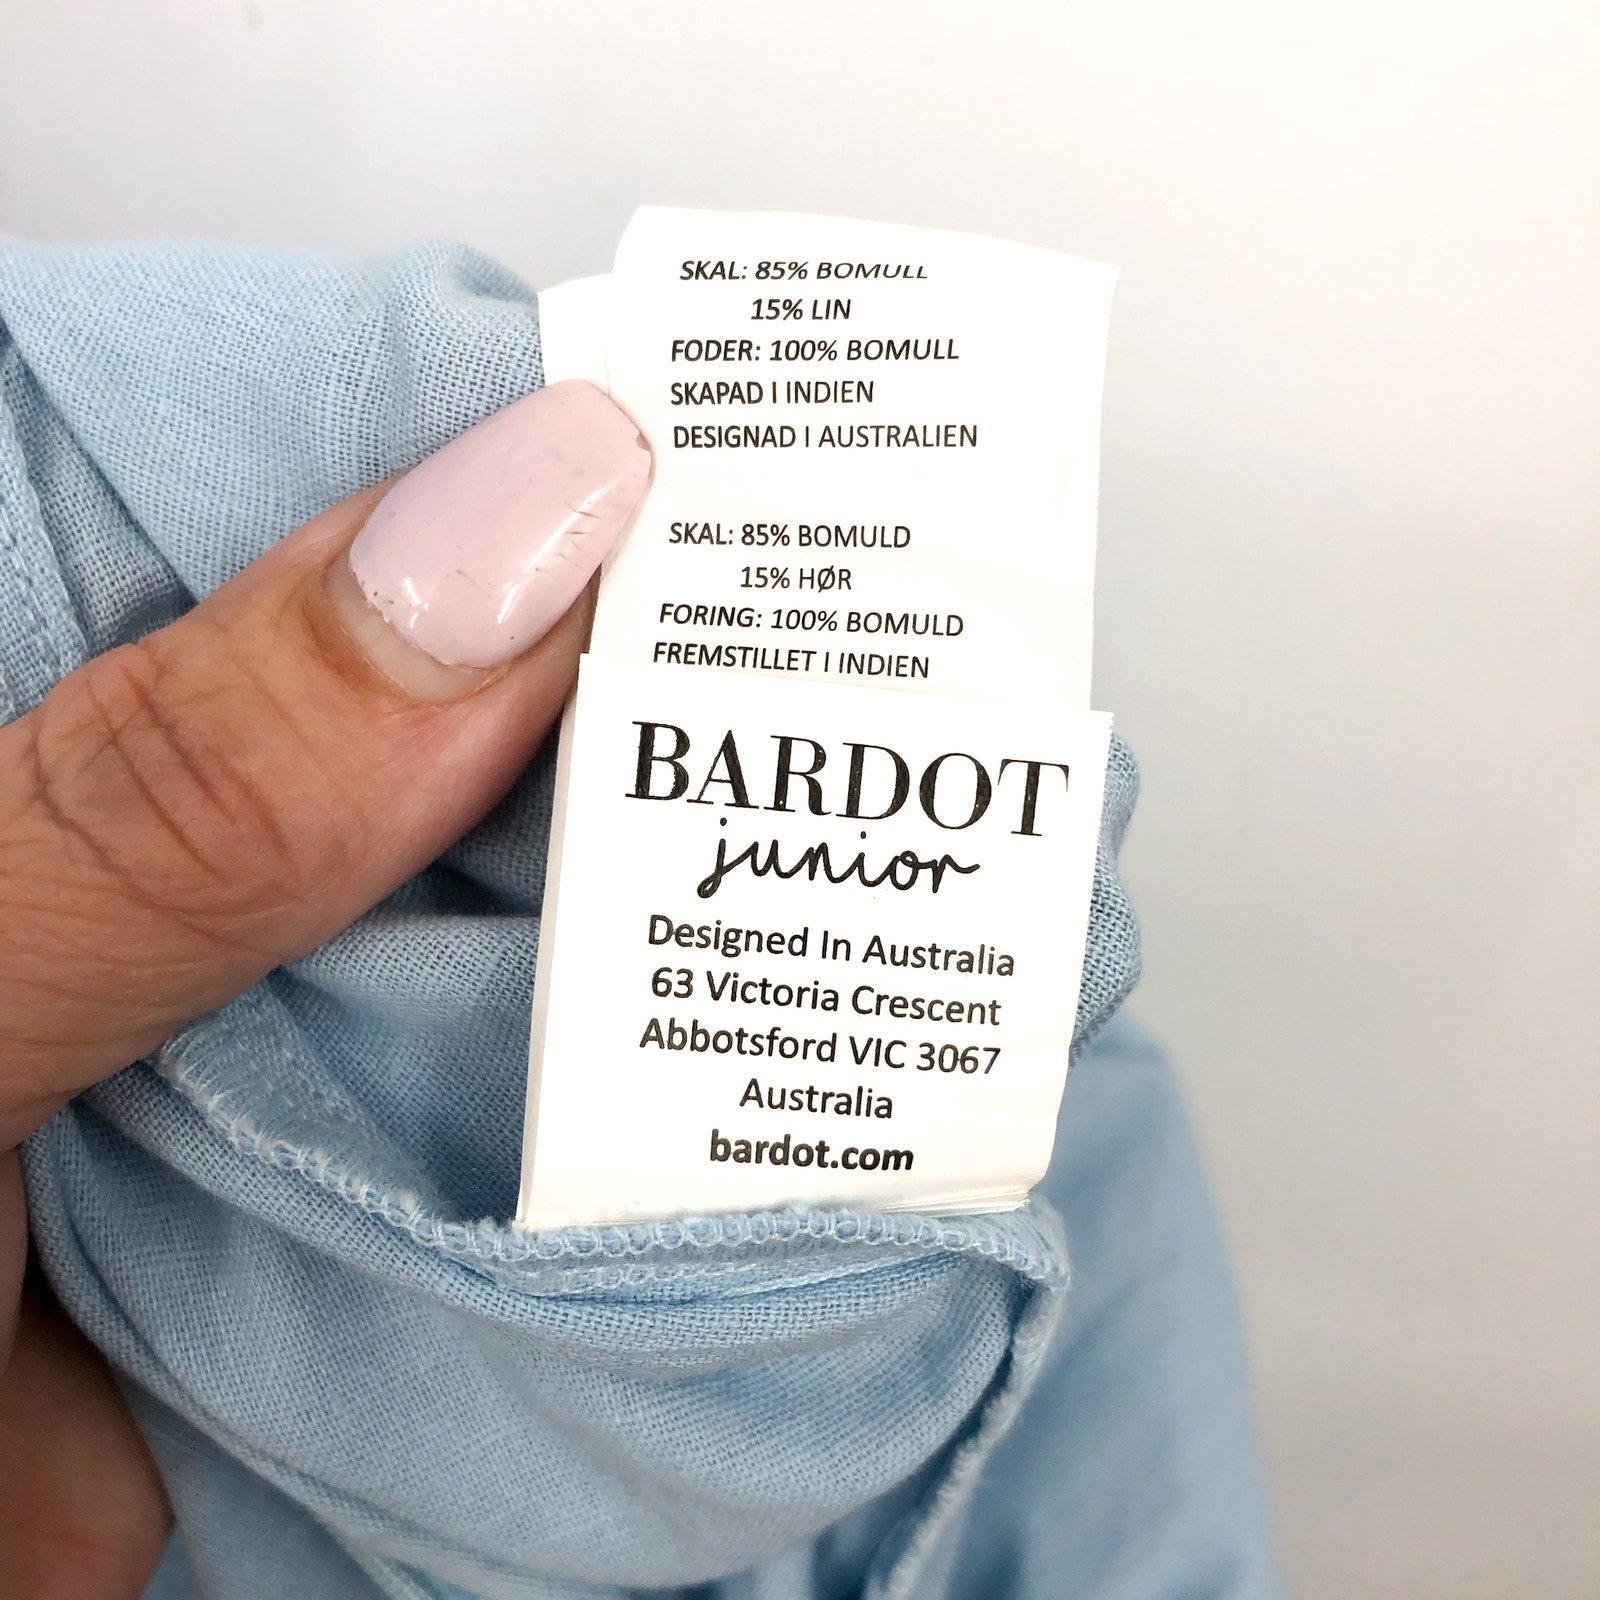 SKAL: 85% BOMULL
15% LIN
FODER: 100% BOMULL
SKAPAD I INDIEN
DESIGNAD I AUSTRALIEN
SKAL: 85% BOMULD
15% HØR
FORING: 100% BOMULD
FREMSTILLET I INDIEN
BARDOT
junior
Designed In Australia
63 Victoria Crescent
Abbotsford VIC 3067
Australia
bardot.com